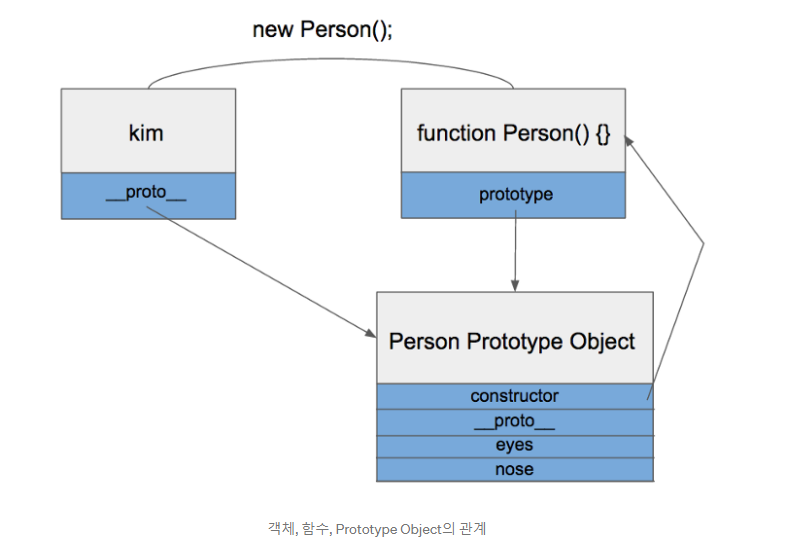 new Person();
kim
function Person() {}
__proto__
prototype
Person Prototype Object
constructor
__proto__
eyes
nose
객체, 함수, Prototype Object의 관계